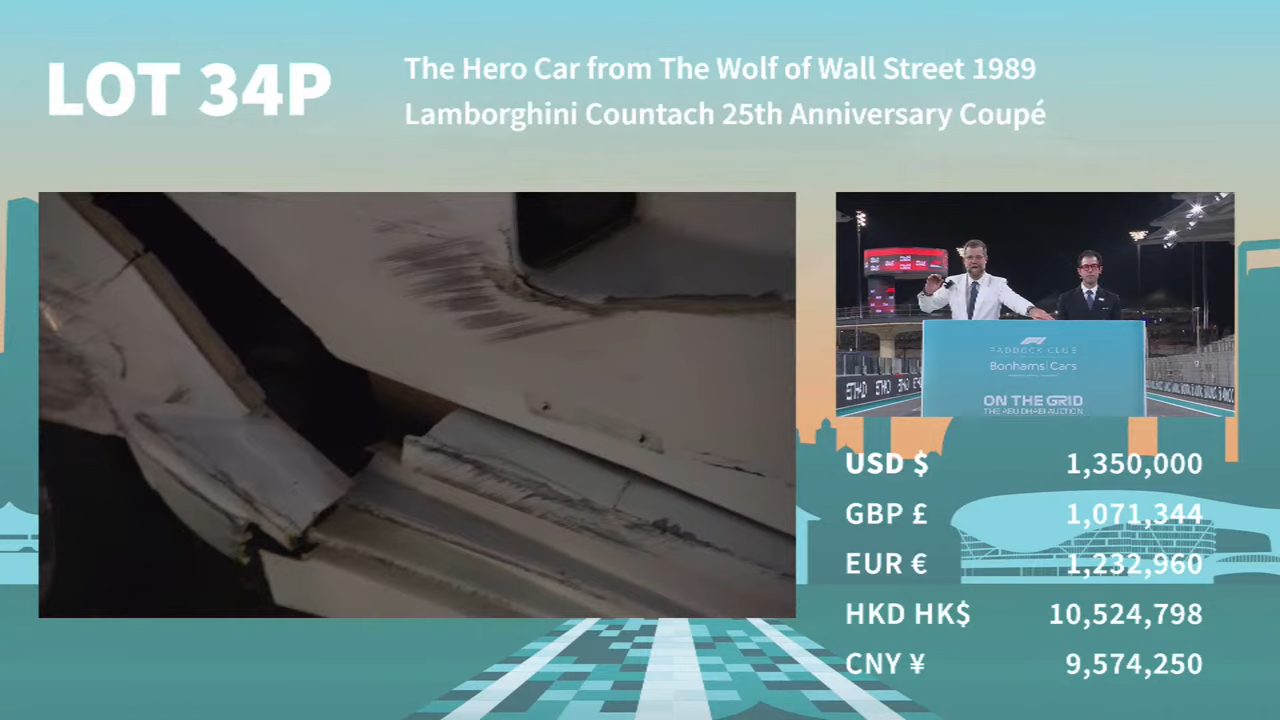 LOT 34P
The Hero Car from The Wolf of Wall Street 1989
Lamborghini Countach 25th Anniversary Coupé
PADDOCK CLUB
Bonhams|Cars
ON THE GRID
THE ABU DHABI AUCTION
ETIHAD
USD $ 1,350,000
GBP £ 1,071,344
EUR € 1,232,960
HKD HK$ 10,524,798
CNY ¥ 9,574,250